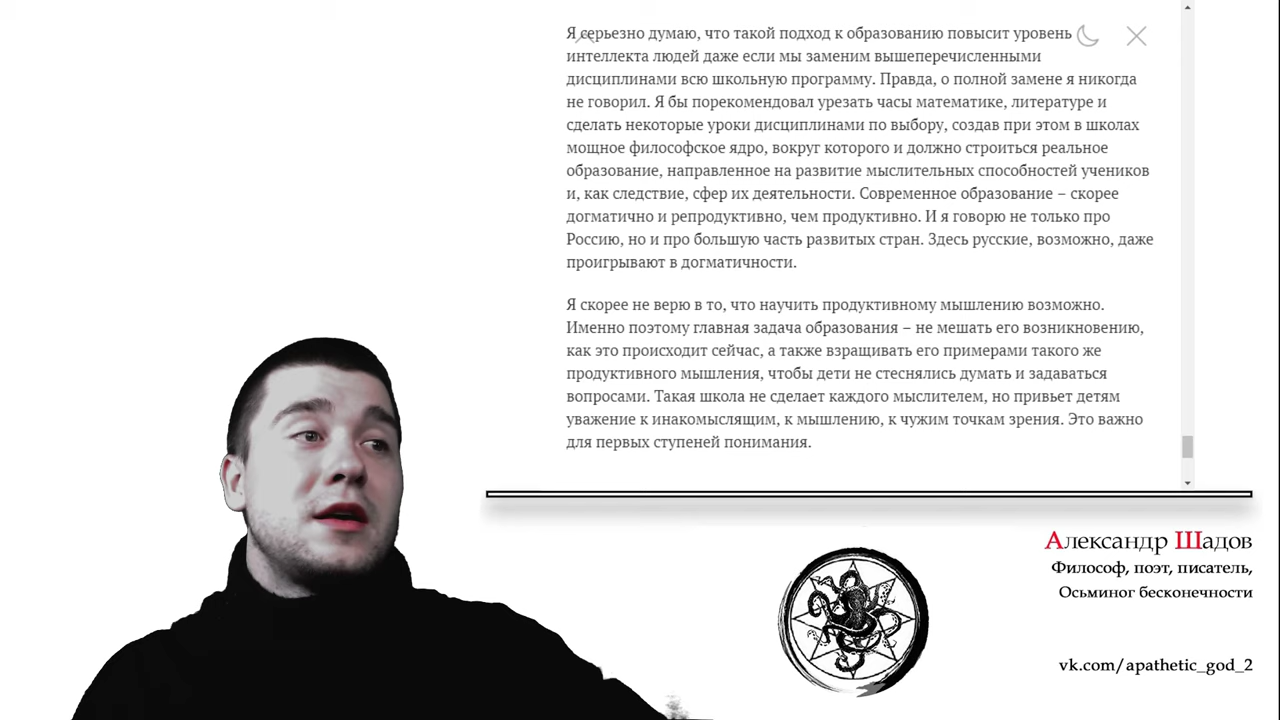 Я серьезно думаю, что такой подход к образованию повысит уровень
интеллекта людей даже если мы заменим вышеперечисленными
дисциплинами всю школьную программу. Правда, о полной замене я никогда
не говорил. Я бы порекомендовал урезать часы математике, литературе и
сделать некоторые уроки дисциплинами по выбору, создав при этом в школах
мощное философское ядро, вокруг которого и должно строиться реальное
образование, направленное на развитие мыслительных способностей учеников
и, как следствие, сфер их деятельности. Современное образование – скорее
догматично и репродуктивно, чем продуктивно. И я говорю не только про
Россию, но и про большую часть развитых стран. Здесь русские, возможно, даже
проигрывают в догматичности.
Я скорее не верю в то, что научить продуктивному мышлению возможно.
Именно поэтому главная задача образования – не мешать его возникновению,
как это происходит сейчас, а также взращивать его примерами такого же
продуктивного мышления, чтобы дети не стеснялись думать и задаваться
вопросами. Такая школа не сделает каждого мыслителем, но привьет детям
уважение к инакомыслящим, к мышлению, к чужим точкам зрения. Это важно
для первых ступеней понимания.
Александр Шадов
Философ, поэт, писатель,
Осьминог бесконечности
vk.com/apathetic_god_2